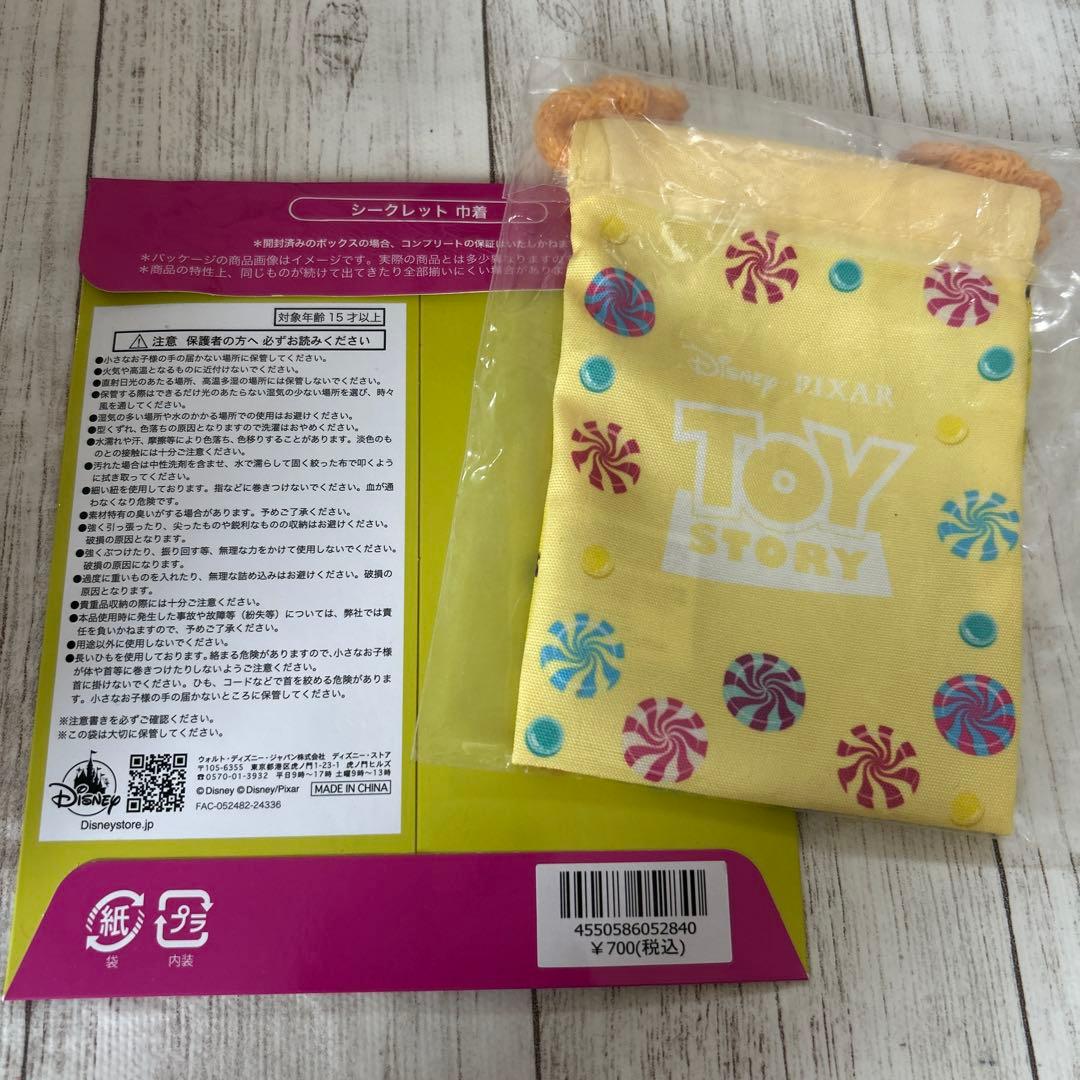 シークレット 巾着
＊開封済みのボックスの場合、コンプリートの保証はいたしかねま
＊パッケージの商品画像はイメージです。実際の商品とは多少異なりますの
＊商品の特性上、同じものが続けて出てきたり全部揃いにくい場合があります
対象年齢 15 才以上
注意 保護者の方へ 必ずお読みください
●小さなお子様の手の届かない場所に保管してください。
●火気や高温となるものに近付けないでください。
●直射日光のあたる場所、高温多湿の場所には保管しないでください。
●保管する際はできるだけ光のあたらない湿気の少ない場所を選び、時々
風を通してください。
●湿気の多い場所や水のかかる場所での使用はお避けください。
●型くずれ、色落ちの原因となりますので洗濯はおやめください。
●水濡れや汗、摩擦等により色落ち、色移りすることがあります。淡色のも
のとの接触には十分ご注意ください。
●汚れた場合は中性洗剤を含ませ、水で濡らして固く絞った布で叩くよう
に拭き取ってください。
●細い紐を使用しております。指などに巻きつけないでください。血が通
わなくなり危険です。
●素材特有の臭いがする場合があります。予めご了承ください。
●強く引っ張ったり、尖ったものや鋭利なものの収納はお避けください。
破損の原因となります。
●強くぶつけたり、振り回す等、無理な力をかけて使用しないでください。
破損の原因になります。
●過度に重いものを入れたり、無理な詰め込みはお避けください。破損の
原因となります。
●貴重品収納の際には十分ご注意ください。
●本品使用時に発生した事故や故障等（紛失等）については、弊社では責
任を負いかねますので、予めご了承ください。
●用途以外に使用しないでください。
●長いひもを使用しております。絡まる危険がありますので、小さなお子様
が体や首等に巻きつけたりしないようご注意ください。
首に掛けないでください。ひも、コードなどで首を絞める危険がありま
す。小さなお子様の手の届かないところに保管してください。
※注意書きを必ずご確認ください。
※この袋は大切に保管してください。
Disney
Disneystore.jp
ウォルト・ディズニー・ジャパン株式会社 ディズニー・ストア
〒105-6355 東京都港区虎ノ門1-23-1 虎ノ門ヒルズ
☎0570-01-3932 平日9時〜17時 土曜9時〜13時
©Disney ©Disney/Pixar MADE IN CHINA
FAC-052482-24336
紙
袋
プラ
内装
4550586052840
￥700(税込)
Disney PIXAR
TOY
STORY